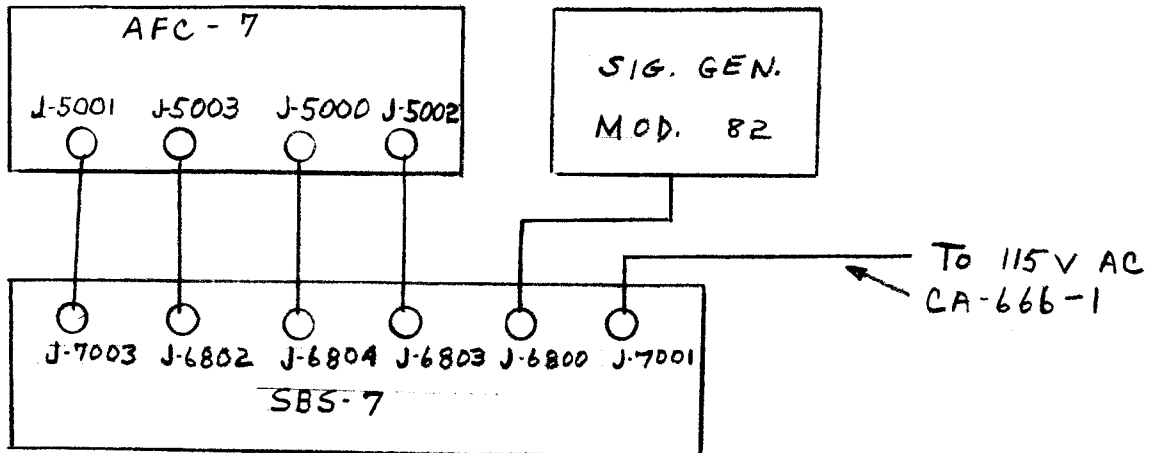 AFC - 7
J-5001 J-5003 J-5000 J-5002
SIG. GEN.
MOD. 82
To 115 V AC
CA-666-1
J-7003 J-6802 J-6804 J-6803 J-6800 J-7001
SBS-7